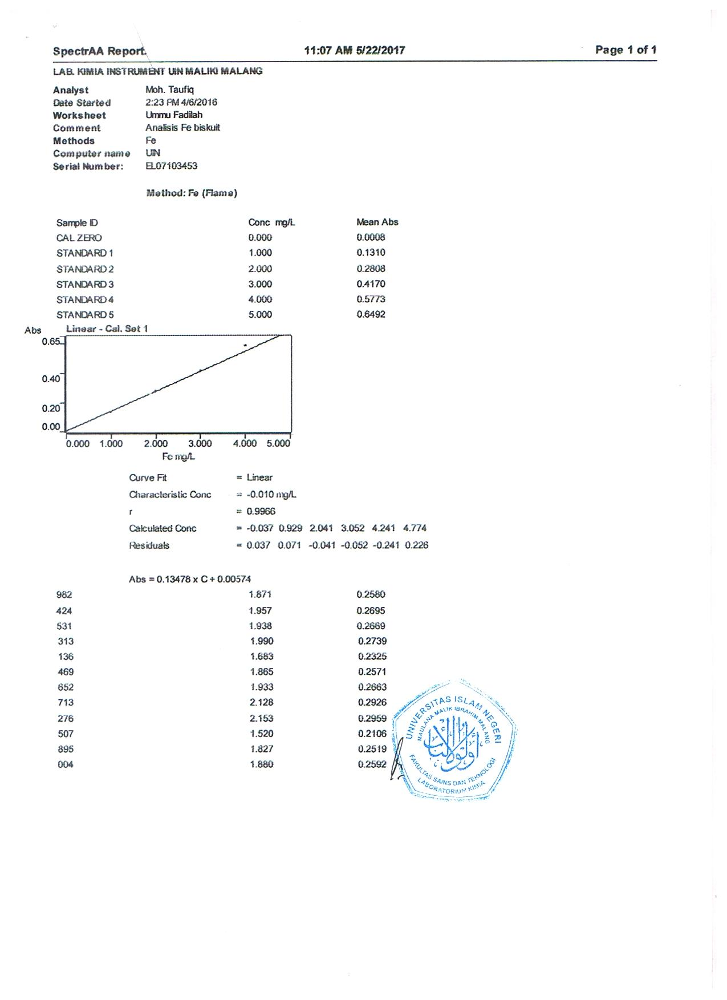 SpectrAA Report. 11:07 AM 5/22/2017 Page 1 of 1
LAB. KIMIA INSTRUMENT UIN MALIKI MALANG
Analyst Moh. Taufiq
Date Started 2:23 PM 4/6/2016
Worksheet Ummu Fadilah
Comment Analisis Fe biskuit
Methods Fe
Computer name UIN
Serial Number: EL07103453
Method: Fe (Flame)
Sample ID Conc mg/L Mean Abs
CAL ZERO 0.000 0.0008
STANDARD 1 1.000 0.1310
STANDARD 2 2.000 0.2808
STANDARD 3 3.000 0.4170
STANDARD 4 4.000 0.5773
STANDARD 5 5.000 0.6492
Abs Linear - Cal. Set 1
0.65
0.40
0.20
0.00
0.000 1.000 2.000 3.000 4.000 5.000
Fe mg/L
Curve Fit = Linear
Characteristic Conc = -0.010 mg/L
r = 0.9966
Calculated Conc = -0.037 0.929 2.041 3.052 4.241 4.774
Residuals = 0.037 0.071 -0.041 -0.052 -0.241 0.226
Abs = 0.13478 x C + 0.00574
982 1.871 0.2580
424 1.957 0.2695
531 1.938 0.2669
313 1.990 0.2739
136 1.683 0.2325
469 1.865 0.2571
652 1.933 0.2663
713 2.128 0.2926
276 2.153 0.2959
507 1.520 0.2106
895 1.827 0.2519
004 1.880 0.2592
UNIVERSITAS ISLAM NEGERI
MAULANA MALIK IBRAHIM MALANG
FAKULTAS SAINS DAN TEKNOLOGI
LABORATORIUM KIMIA